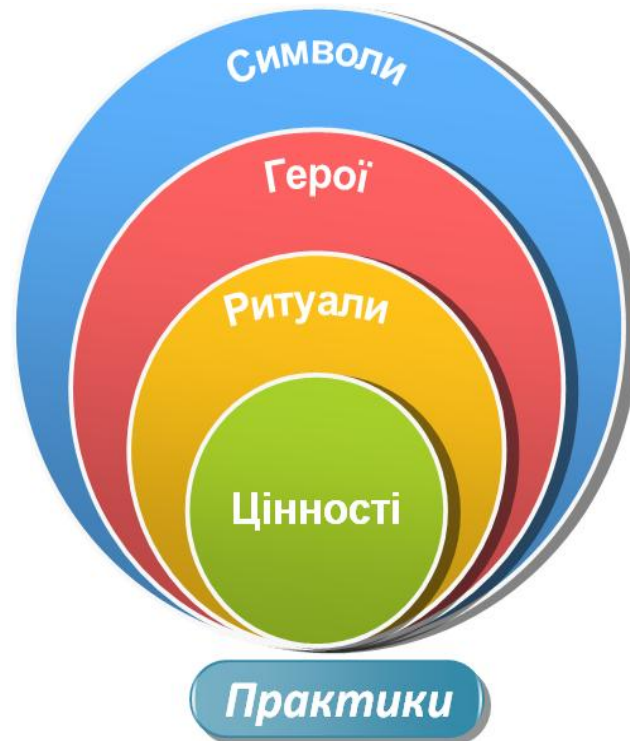 Символи
Герої
Ритуали
Цінності
Практики